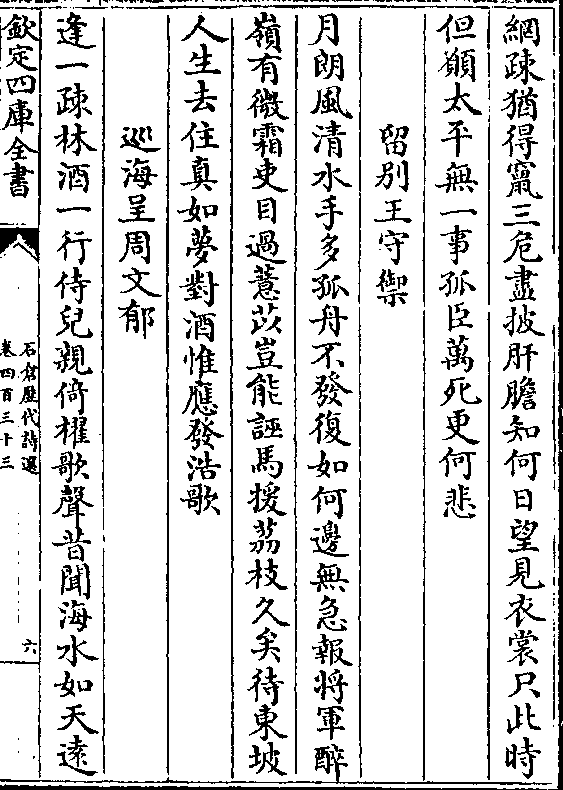 網疎猶得竄三危盡披肝膽知何日望見衣裳只此時
但願太平無一事孤臣萬死更何悲
留別王守禦
月朗風清水手多孤舟不發復如何邊無急報將軍醉
嶺有微霜吏目過薏苡豈能誣馬援荔枝久矣待東坡
人生去住真如夢對酒惟應發浩歌
巡海呈周文郁
逢一疎林酒一行侍兒親倚櫂歌聲昔聞海水如天遠
欽定四庫全書
石倉歷代詩選
卷四百三十三
六